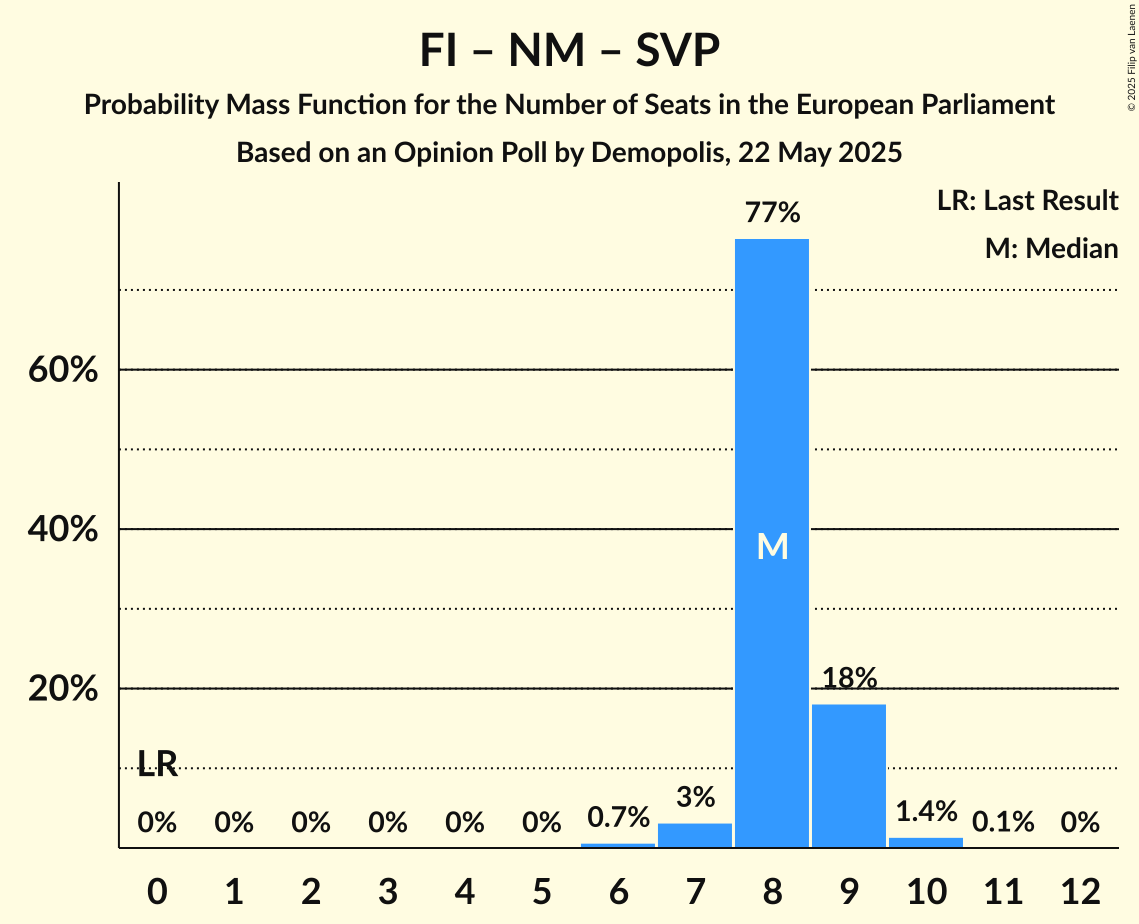 FI – NM – SVP
Probability Mass Function for the Number of Seats in the European Parliament
Based on an Opinion Poll by Demopolis, 22 May 2025
© 2025 Filip van Laenen
LR: Last Result
M: Median
77%
60%
40%
M
18%
20%
LR
0% 0% 0% 0% 0% 0% 0.7% 3% 1.4% 0.1% 0%
0 1 2 3 4 5 6 7 8 9 10 11 12